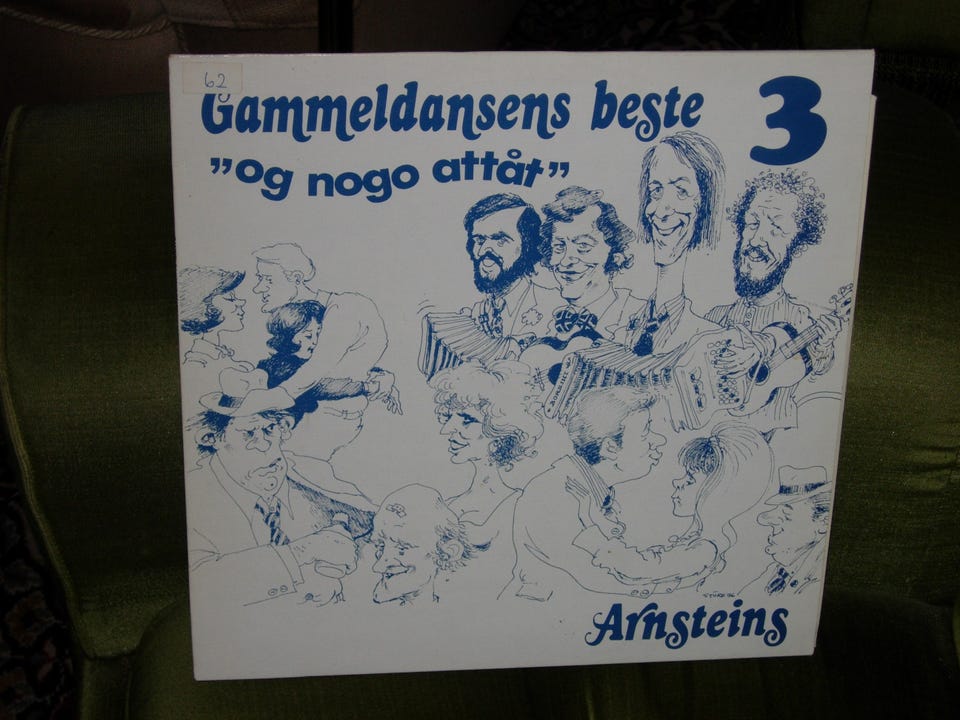 62
Gammeldansens beste 3
"og nogo attåt"
Arnsteins